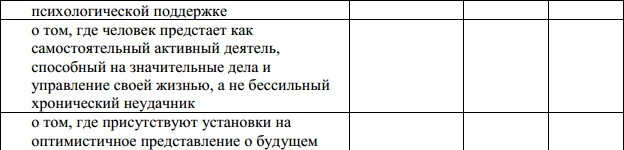 психологической поддержке
о том, где человек предстает как
самостоятельный активный деятель,
способный на значительные дела и
управление своей жизнью, а не бессильный
хронический неудачник
о том, где присутствуют установки на
оптимистичное представление о будущем